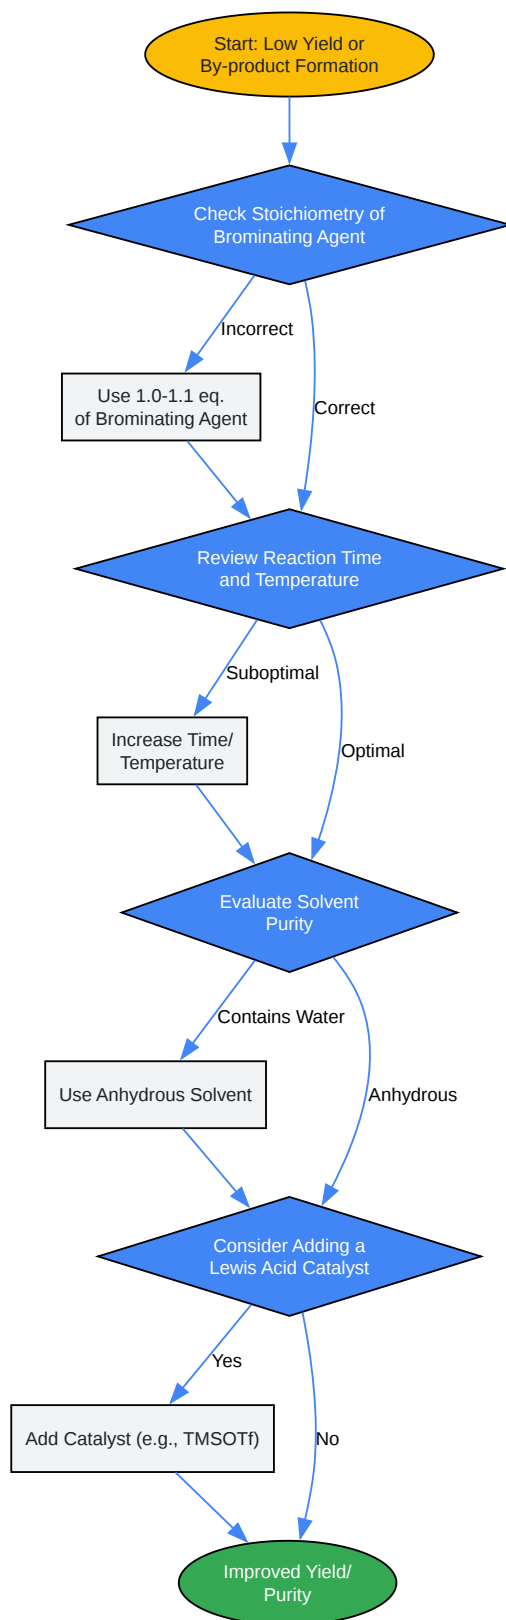 Start: Low Yield or
By-product Formation
Check Stoichiometry of
Brominating Agent
Incorrect
Use 1.0-1.1 eq.
of Brominating Agent
Correct
Review Reaction Time
and Temperature
Suboptimal
Increase Time/
Temperature
Optimal
Evaluate Solvent
Purity
Contains Water
Use Anhydrous Solvent
Anhydrous
Consider Adding a
Lewis Acid Catalyst
Yes
Add Catalyst (e.g., TMSOTf)
No
Improved Yield/
Purity